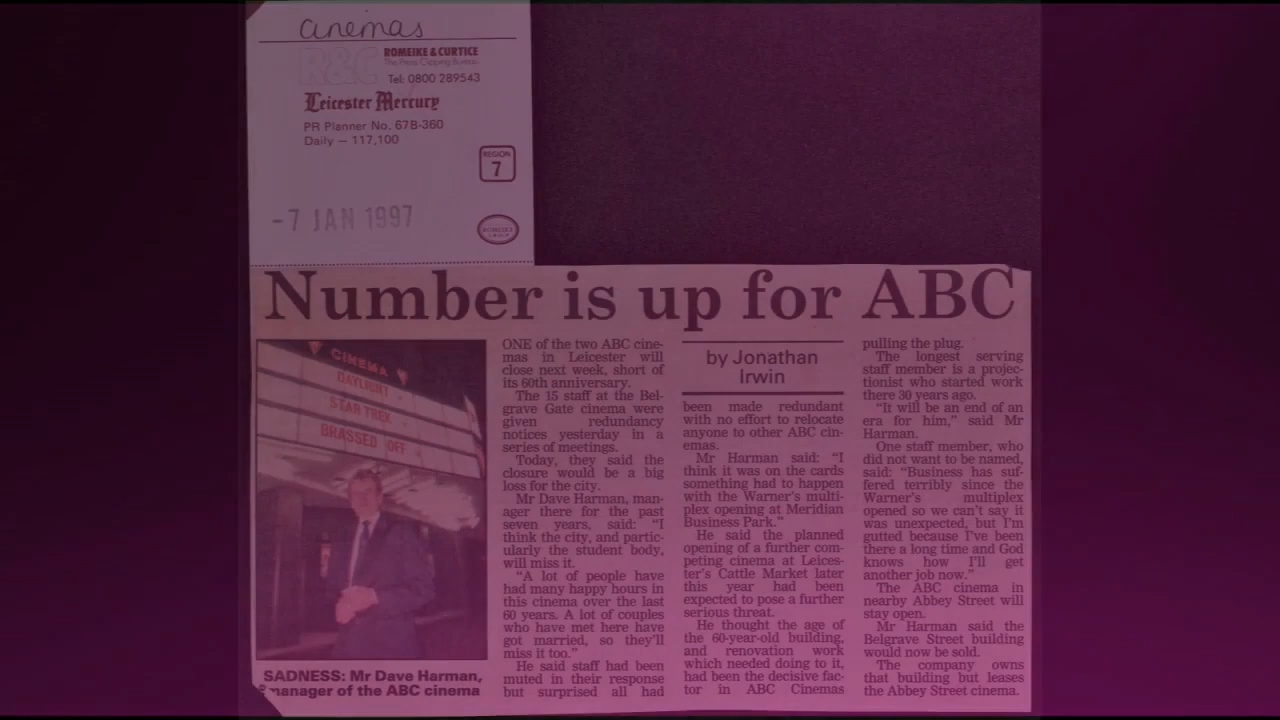 cinemas
R&C ROMEIKE & CURTICE
The Press Clipping Bureau
Tel: 0800 289543
Leicester Mercury
PR Planner No. 67B-360
Daily — 117,100
REGION
7
-7 JAN 1997
ROMEIKE
GROUP
Number is up for ABC
CINEMA
DAYLIGHT
STAR TREK
BRASSED OFF
SADNESS: Mr Dave Harman,
manager of the ABC cinema
ONE of the two ABC cine-
mas in Leicester will
close next week, short of
its 60th anniversary.
The 15 staff at the Bel-
grave Gate cinema were
given redundancy
notices yesterday in a
series of meetings.
Today, they said the
closure would be a big
loss for the city.
Mr Dave Harman, man-
ager there for the past
seven years, said: “I
think the city, and partic-
ularly the student body,
will miss it.
“A lot of people have
had many happy hours in
this cinema over the last
60 years. A lot of couples
who have met here have
got married, so they’ll
miss it too.”
He said staff had been
muted in their response
but surprised all had
by Jonathan
Irwin
been made redundant
with no effort to relocate
anyone to other ABC cin-
emas.
Mr Harman said: “I
think it was on the cards
something had to happen
with the Warner’s multi-
plex opening at Meridian
Business Park.”
He said the planned
opening of a further com-
peting cinema at Leices-
ter’s Cattle Market later
this year had been
expected to pose a further
serious threat.
He thought the age of
the 60-year-old building,
and renovation work
which needed doing to it,
had been the decisive fac-
tor in ABC Cinemas
pulling the plug.
The longest serving
staff member is a projec-
tionist who started work
there 30 years ago.
“It will be an end of an
era for him,” said Mr
Harman.
One staff member, who
did not want to be named,
said: “Business has suf-
fered terribly since the
Warner’s multiplex
opened so we can’t say it
was unexpected, but I’m
gutted because I’ve been
there a long time and God
knows how I’ll get
another job now.”
The ABC cinema in
nearby Abbey Street will
stay open.
Mr Harman said the
Belgrave Street building
would now be sold.
The company owns
that building but leases
the Abbey Street cinema.